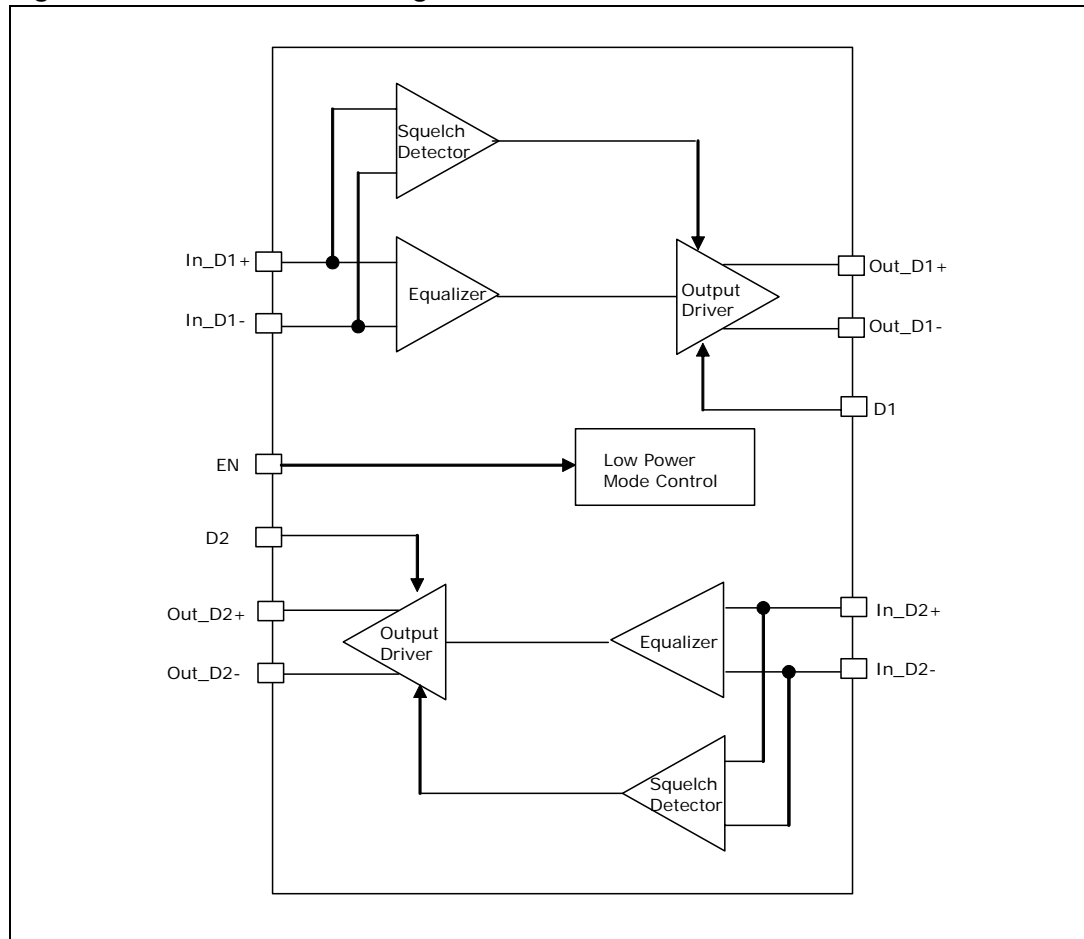 Squelch
Detector
In_D1+
Equalizer
In_D1-
Output
Driver
Out_D1+
Out_D1-
D1
EN
Low Power
Mode Control
D2
Out_D2+
Output
Driver
Out_D2-
Equalizer
In_D2+
In_D2-
Squelch
Detector